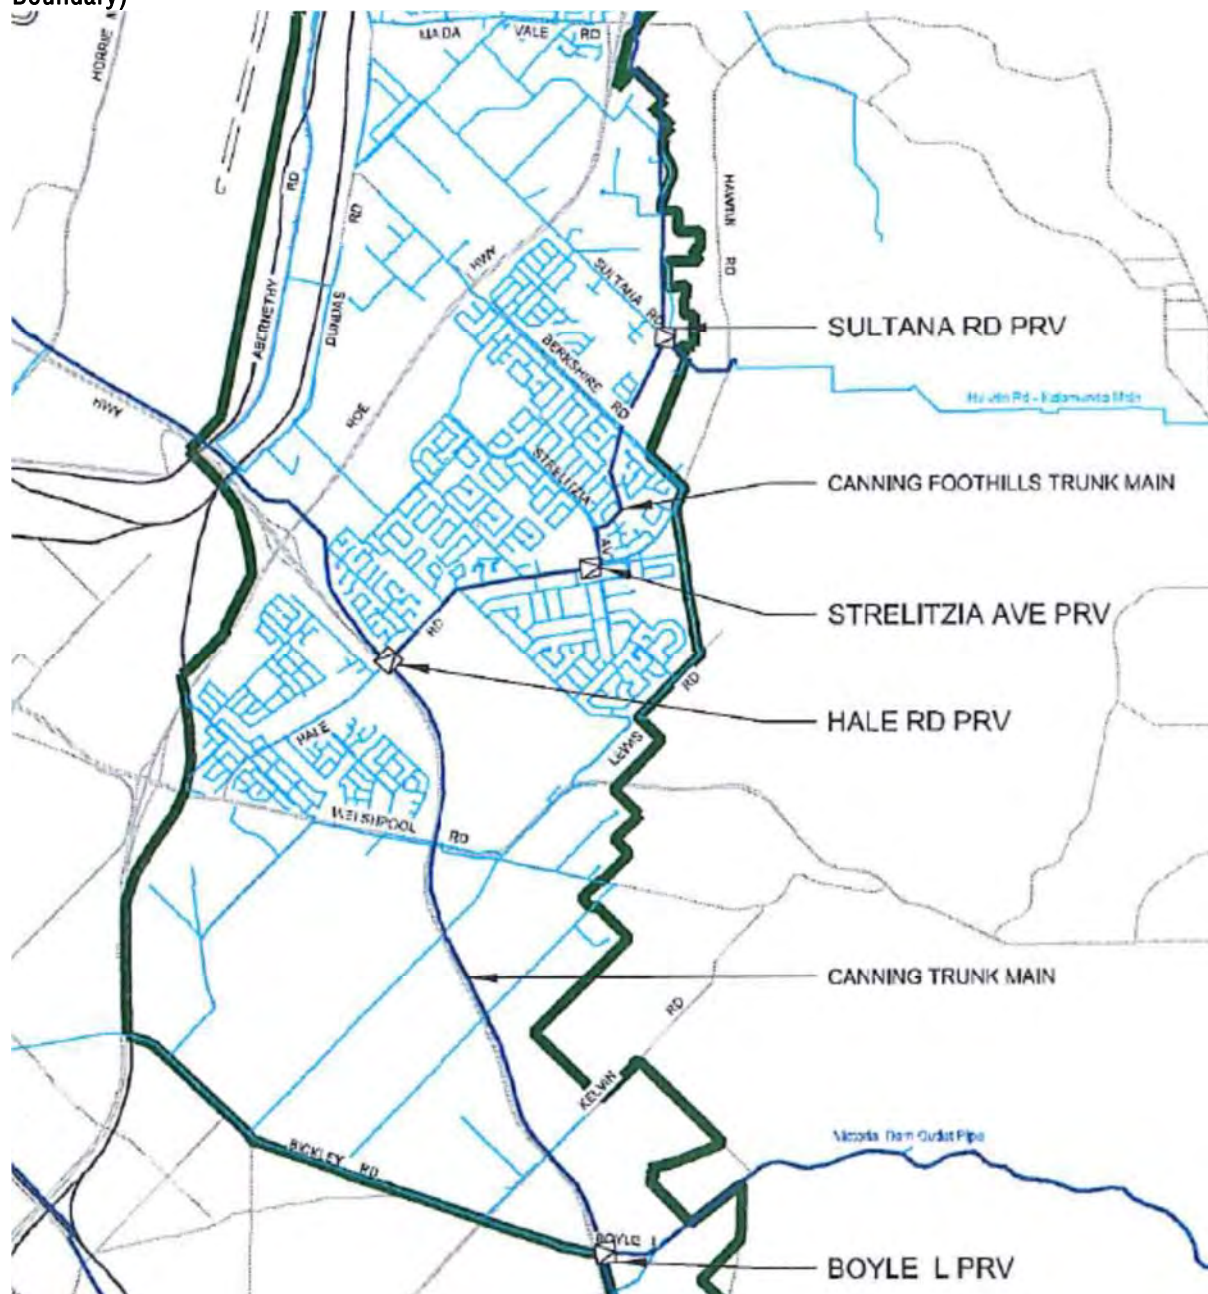 Boundary)
MADA VALE RD
HORRIE
RD
HAWTIN RD
RD
HWY
SULTANA RD
ABERNETHY
DUNDAS
SULTANA RD PRV
BERKSHIRE RD
HWY
ROE
STRELITZIA AV
CANNING FOOTHILLS TRUNK MAIN
STRELITZIA AVE PRV
RD
RD
HALE RD PRV
HALE
LEWIS
WELSHPOOL RD
CANNING TRUNK MAIN
RD
KELVIN
Victoria Dam Outlet Pipe
BICKLEY RD
BOYLE L
BOYLE L PRV